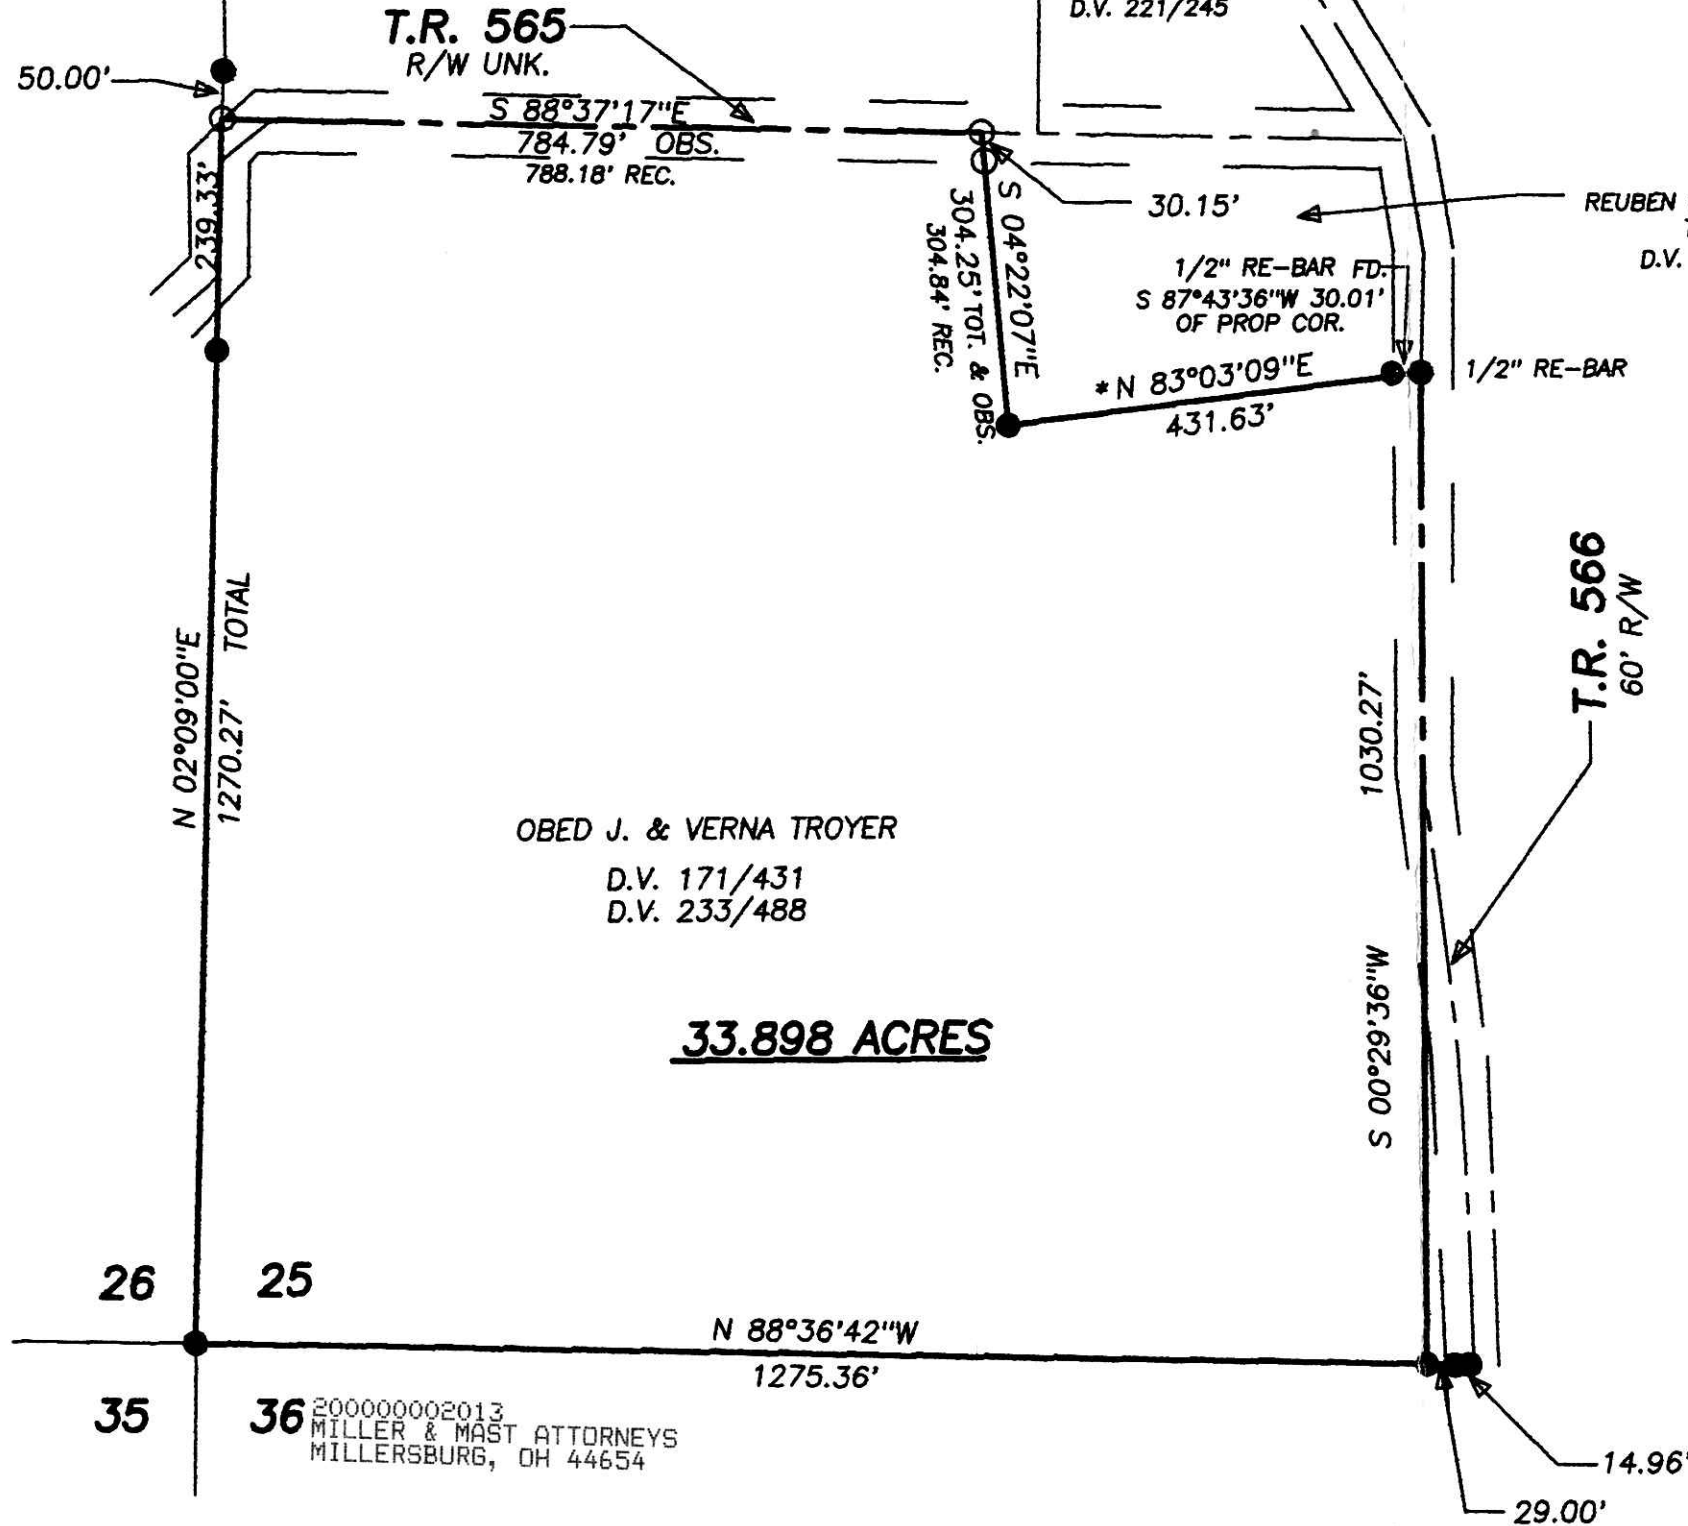 D.V. 221/245
T.R. 565
R/W UNK.
50.00'
S 88°37'17"E
784.79' OBS.
788.18' REC.
239.33'
30.15'
S 04°22'07"E
304.25' TOT. & OBS.
304.84' REC.
REUBEN
D.V.
1/2" RE-BAR FD.
S 87°43'36"W 30.01'
OF PROP COR.
*N 83°03'09"E
431.63'
1/2" RE-BAR
T.R. 566
60' R/W
N 02°09'00"E
1270.27' TOTAL
1030.27'
S 00°29'36"W
OBED J. & VERNA TROYER
D.V. 171/431
D.V. 233/488
33.898 ACRES
26 25
N 88°36'42"W
1275.36'
35 36
200000002013
MILLER & MAST ATTORNEYS
MILLERSBURG, OH 44654
14.96'
29.00'